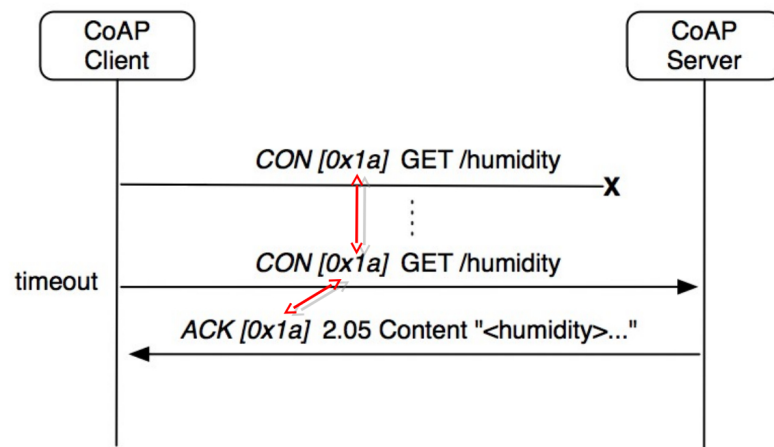 CoAP
Client
CoAP
Server
CON [0x1a] GET /humidity
X
timeout
CON [0x1a] GET /humidity
ACK [0x1a] 2.05 Content "<humidity>..."